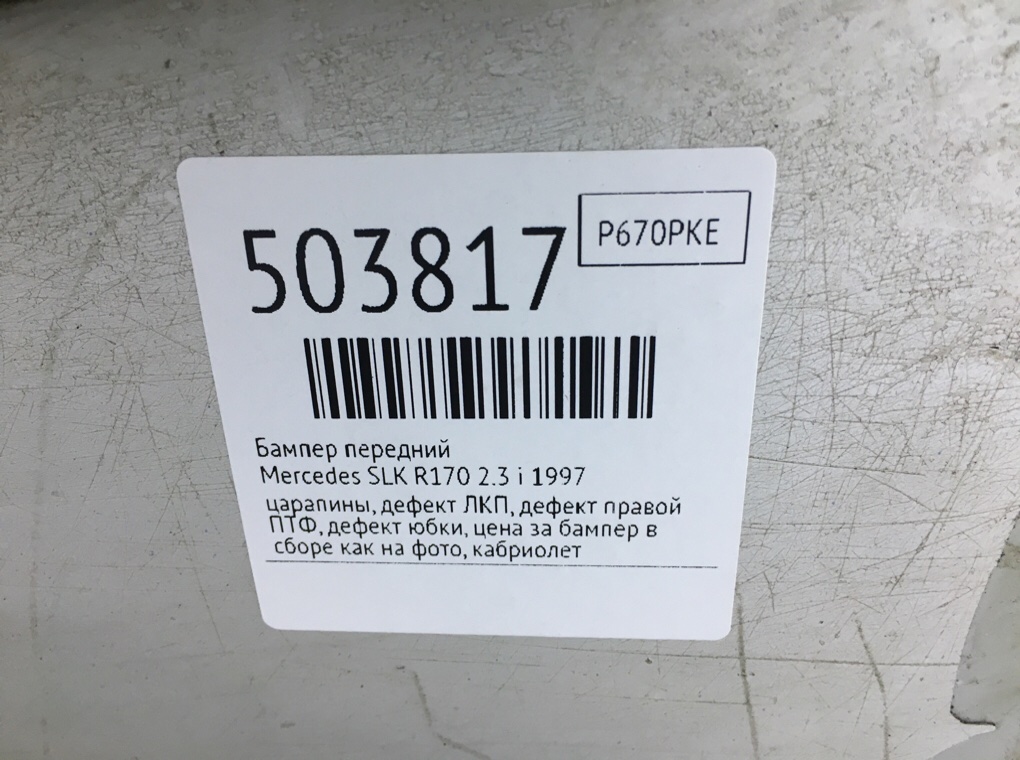 503817
P670PKE
Бампер передний
Mercedes SLK R170 2.3 i 1997
царапины, дефект ЛКП, дефект правой
ПТФ, дефект юбки, цена за бампер в
сборе как на фото, кабриолет